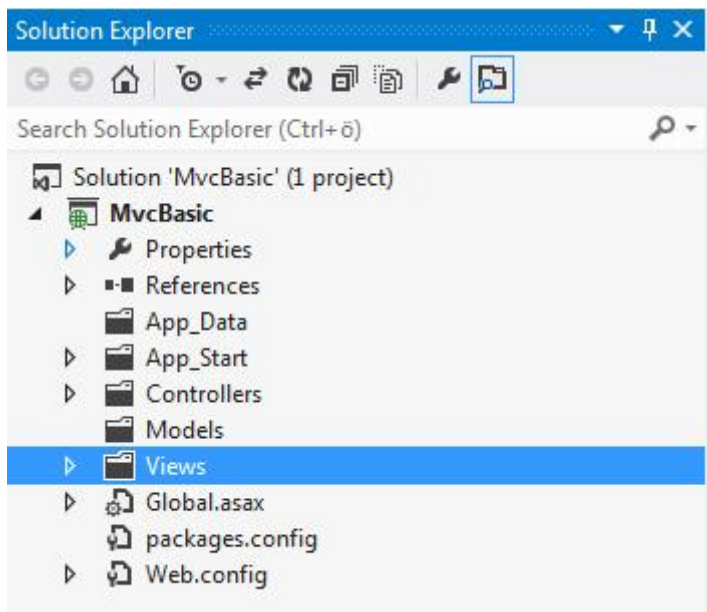 Solution Explorer
Search Solution Explorer (Ctrl+ö)
Solution 'MvcBasic' (1 project)
MvcBasic
Properties
References
App_Data
App_Start
Controllers
Models
Views
Global.asax
packages.config
Web.config